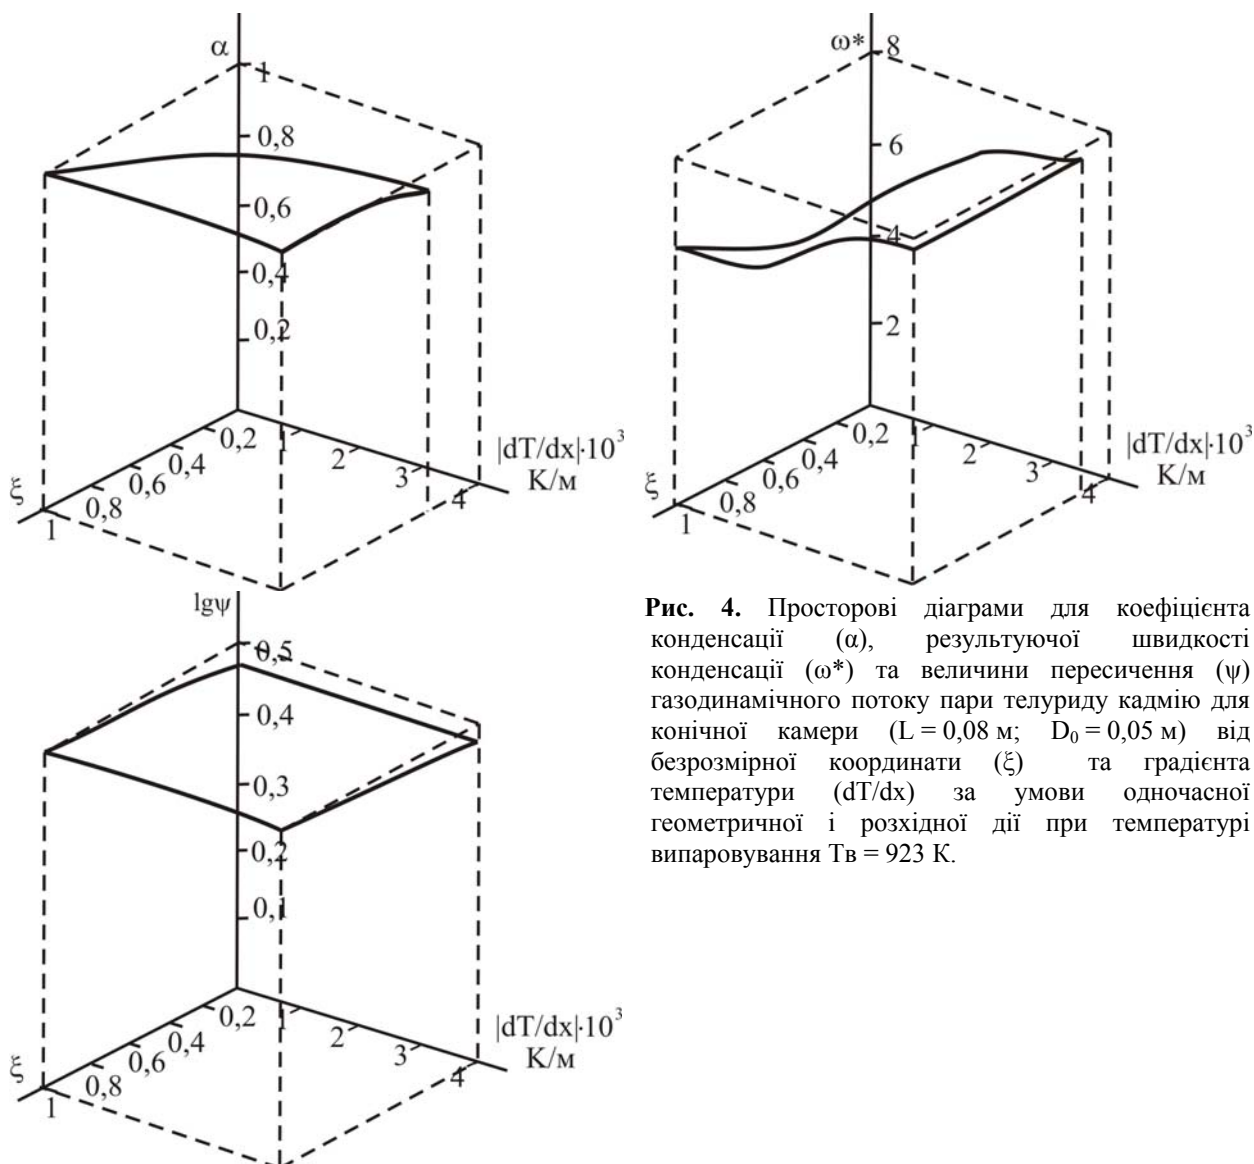 α
1
0,8
0,6
0,4
0,2
0,2
0,4
0,6
0,8
1
ξ
1
2
3
4
|dT/dx|·10³
К/м
ω*
8
6
4
2
0,2
0,4
0,6
0,8
1
ξ
1
2
3
4
|dT/dx|·10³
К/м
lgψ
0,5
0,4
0,3
0,2
0,1
0,2
0,4
0,6
0,8
1
ξ
1
2
3
4
|dT/dx|·10³
К/м
Рис. 4. Просторові діаграми для коефіцієнта
конденсації (α), результуючої швидкості
конденсації (ω*) та величини пересичення (ψ)
газодинамічного потоку пари телуриду кадмію для
конічної камери (L = 0,08 м; D₀ = 0,05 м) від
безрозмірної координати (ξ) та градієнта
температури (dT/dx) за умови одночасної
геометричної і розхідної дії при температурі
випаровування Тв = 923 К.